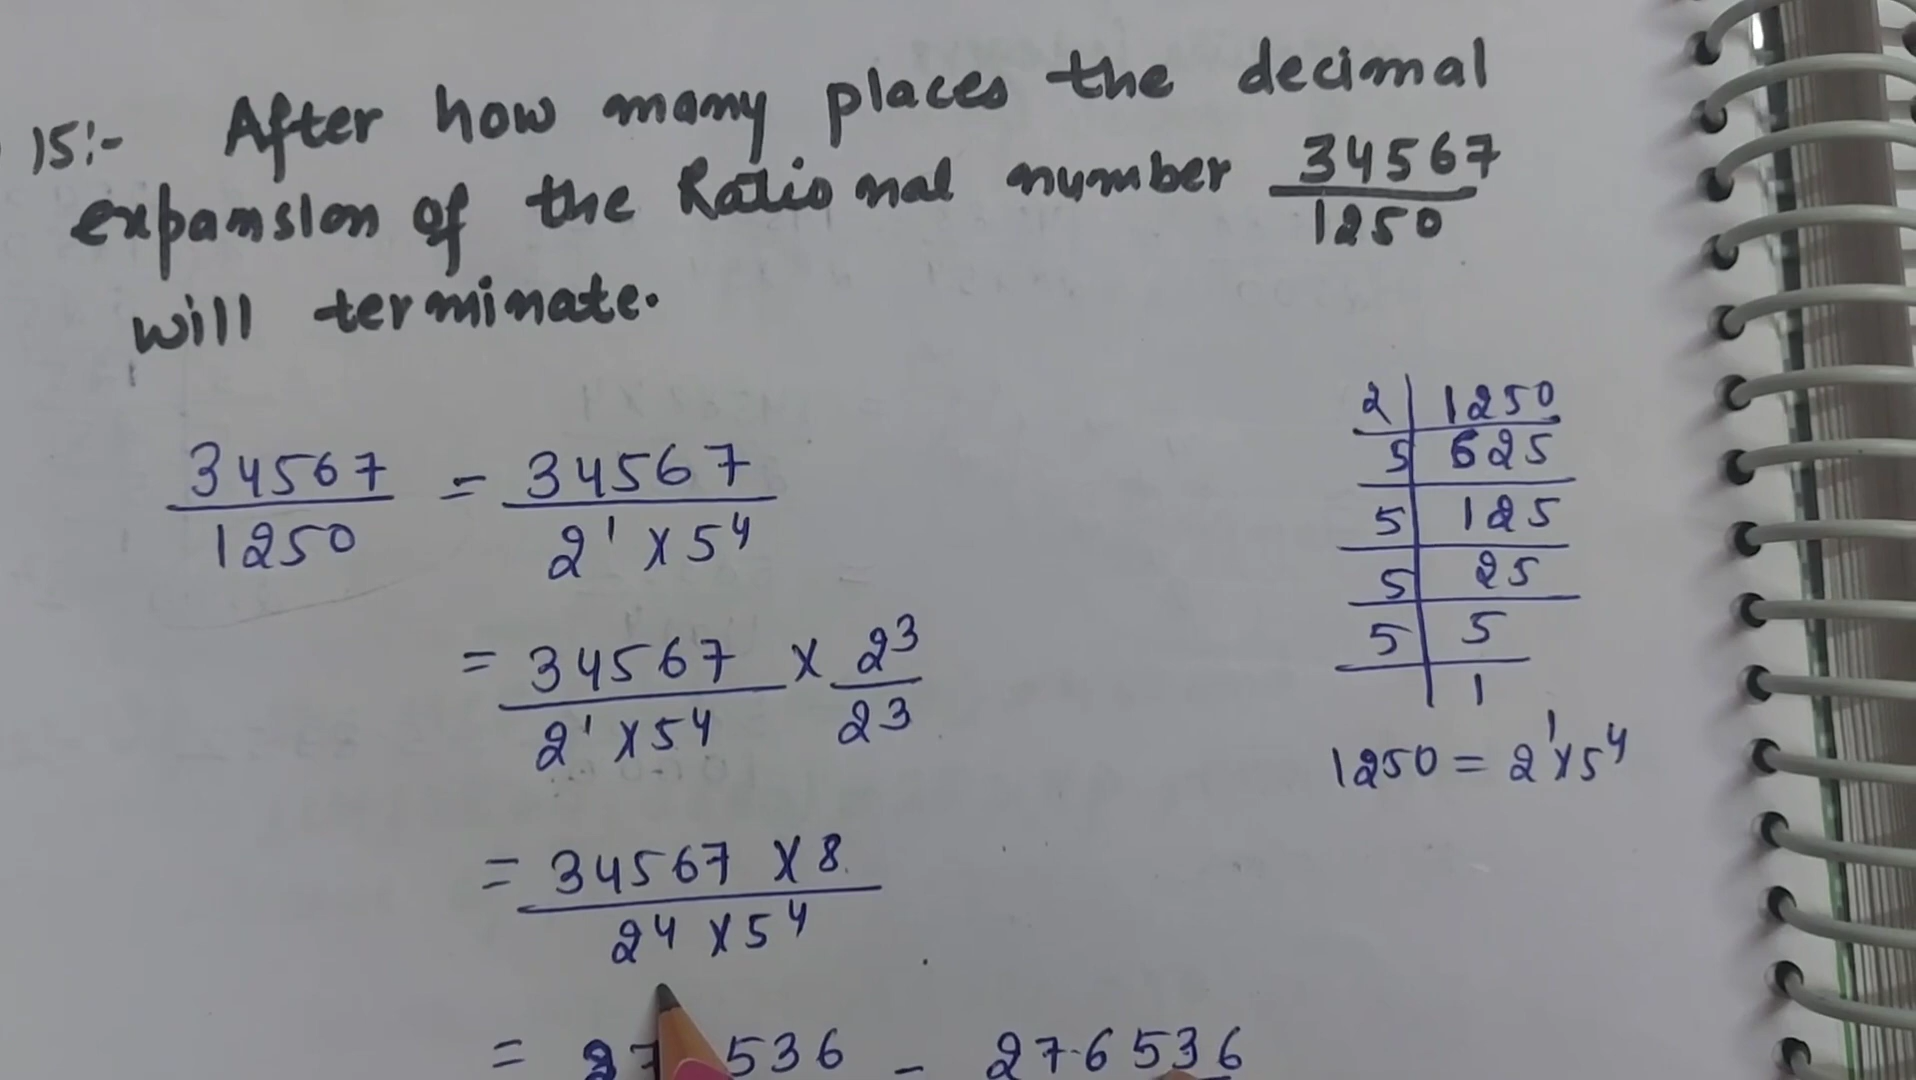 15:- After how many places the decimal
expansion of the Rational number 34567/1250
will terminate.
34567/1250 = 34567/2¹ x 5⁴
= 34567/2¹ x 5⁴ x 2³/2³
= 34567 x 8/2⁴ x 5⁴
= 536 = 27.6536
2 | 1250
5 | 625
5 | 125
5 | 25
5 | 5
1
1250 = 2¹ x 5⁴